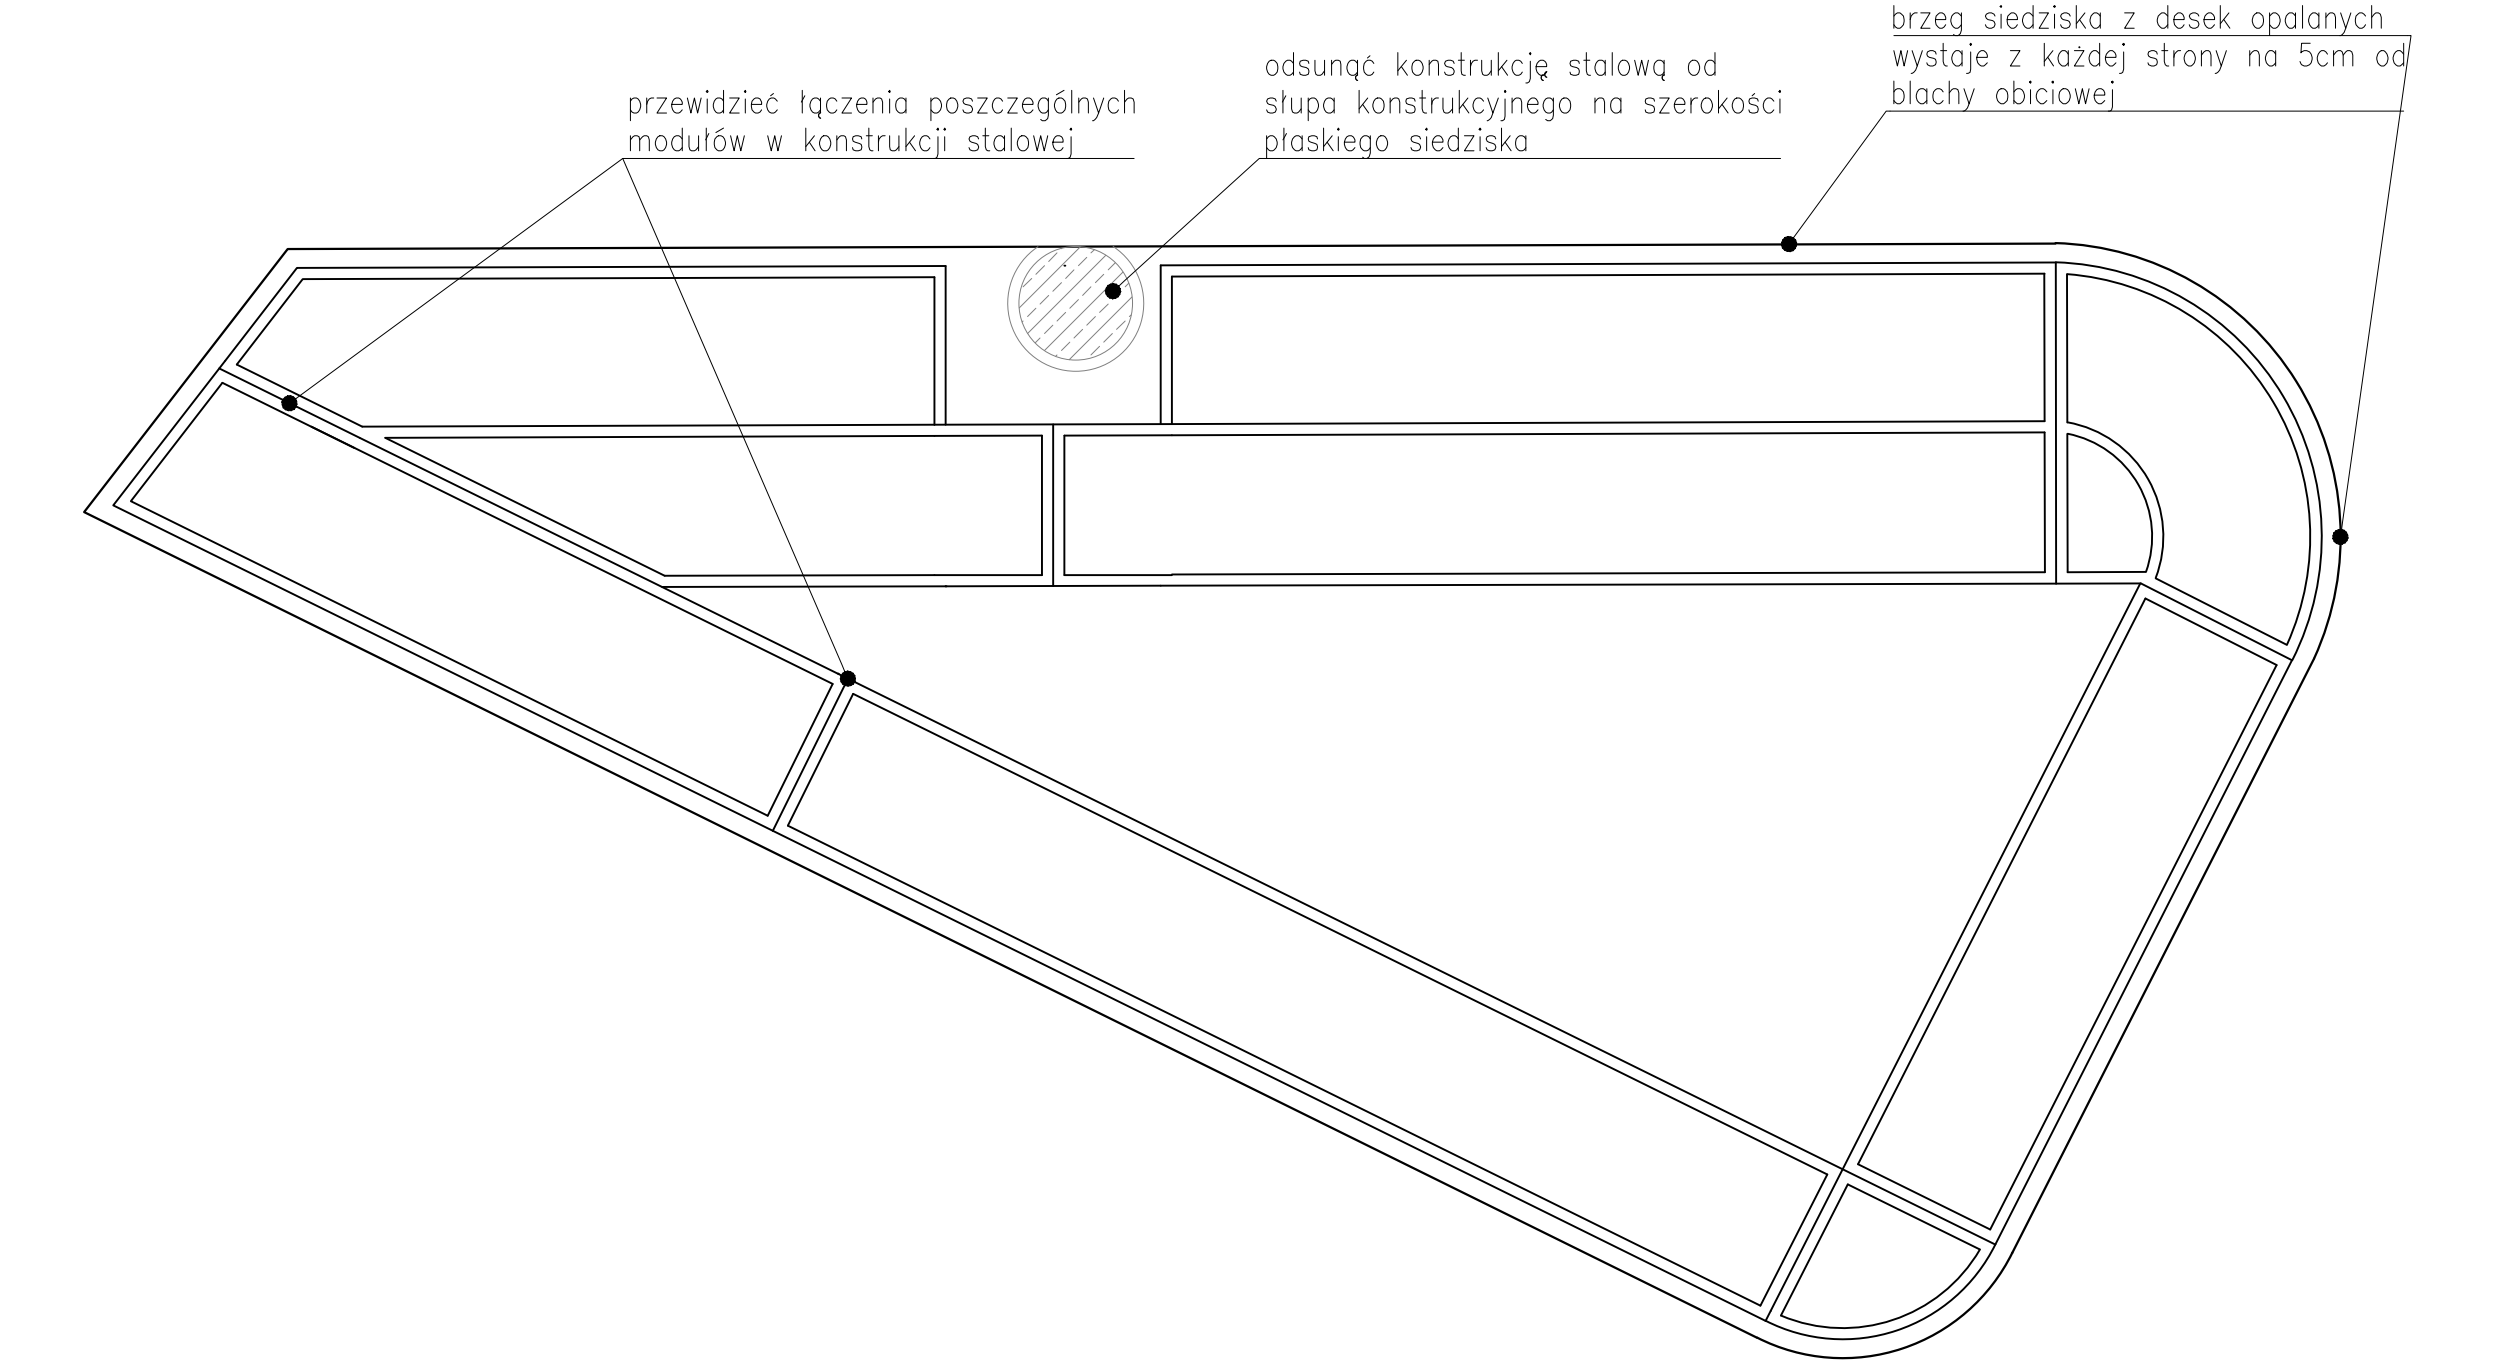 przewidzieć łączenia poszczególnych
modułów w konstrukcji stalowej
odsunąć konstrukcję stalową od
słupa konstrukcyjnego na szerokości
płaskiego siedziska
brzeg siedziska z desek opalanych
wystaje z każdej strony na 5cm od
blachy obiciowej